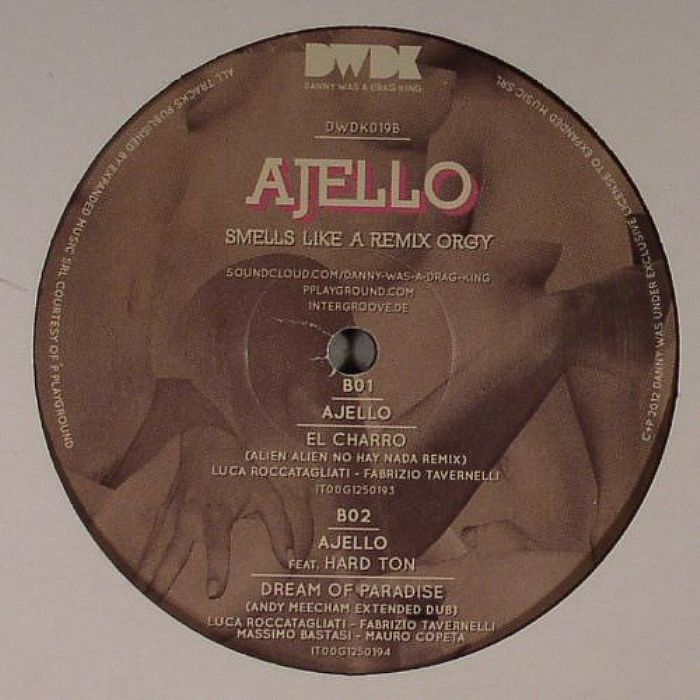 DWDK
DANNY WAS A DRAG KING
DWDK019B
AJELLO
SMELLS LIKE A REMIX ORGY
SOUNDCLOUD.COM/DANNY-WAS-A-DRAG-KING
PPLAYGROUND.COM
INTERGROOVE.DE
B01
AJELLO
EL CHARRO
(ALIEN ALIEN NO HAY NADA REMIX)
LUCA ROCCATAGLIATI - FABRIZIO TAVERNELLI
IT00G1250193
B02
AJELLO
FEAT. HARD TON
DREAM OF PARADISE
(ANDY MEECHAM EXTENDED DUB)
LUCA ROCCATAGLIATI - FABRIZIO TAVERNELLI
MASSIMO BASTASI - MAURO COPETA
IT00G1250194
ALL TRACKS PUBLISHED BY EXPANDED MUSIC SRL COURTESY OF P PLAYGROUND
C+P 2012 DANNY WAS UNDER EXCLUSIVE LICENSE TO EXPANDED MUSIC SRL